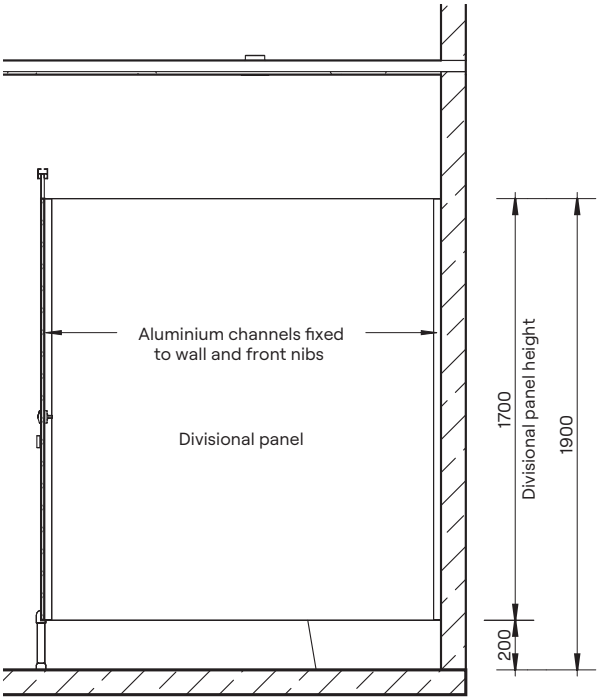 Aluminium channels fixed
to wall and front nibs
Divisional panel
1700
Divisional panel height
1900
200